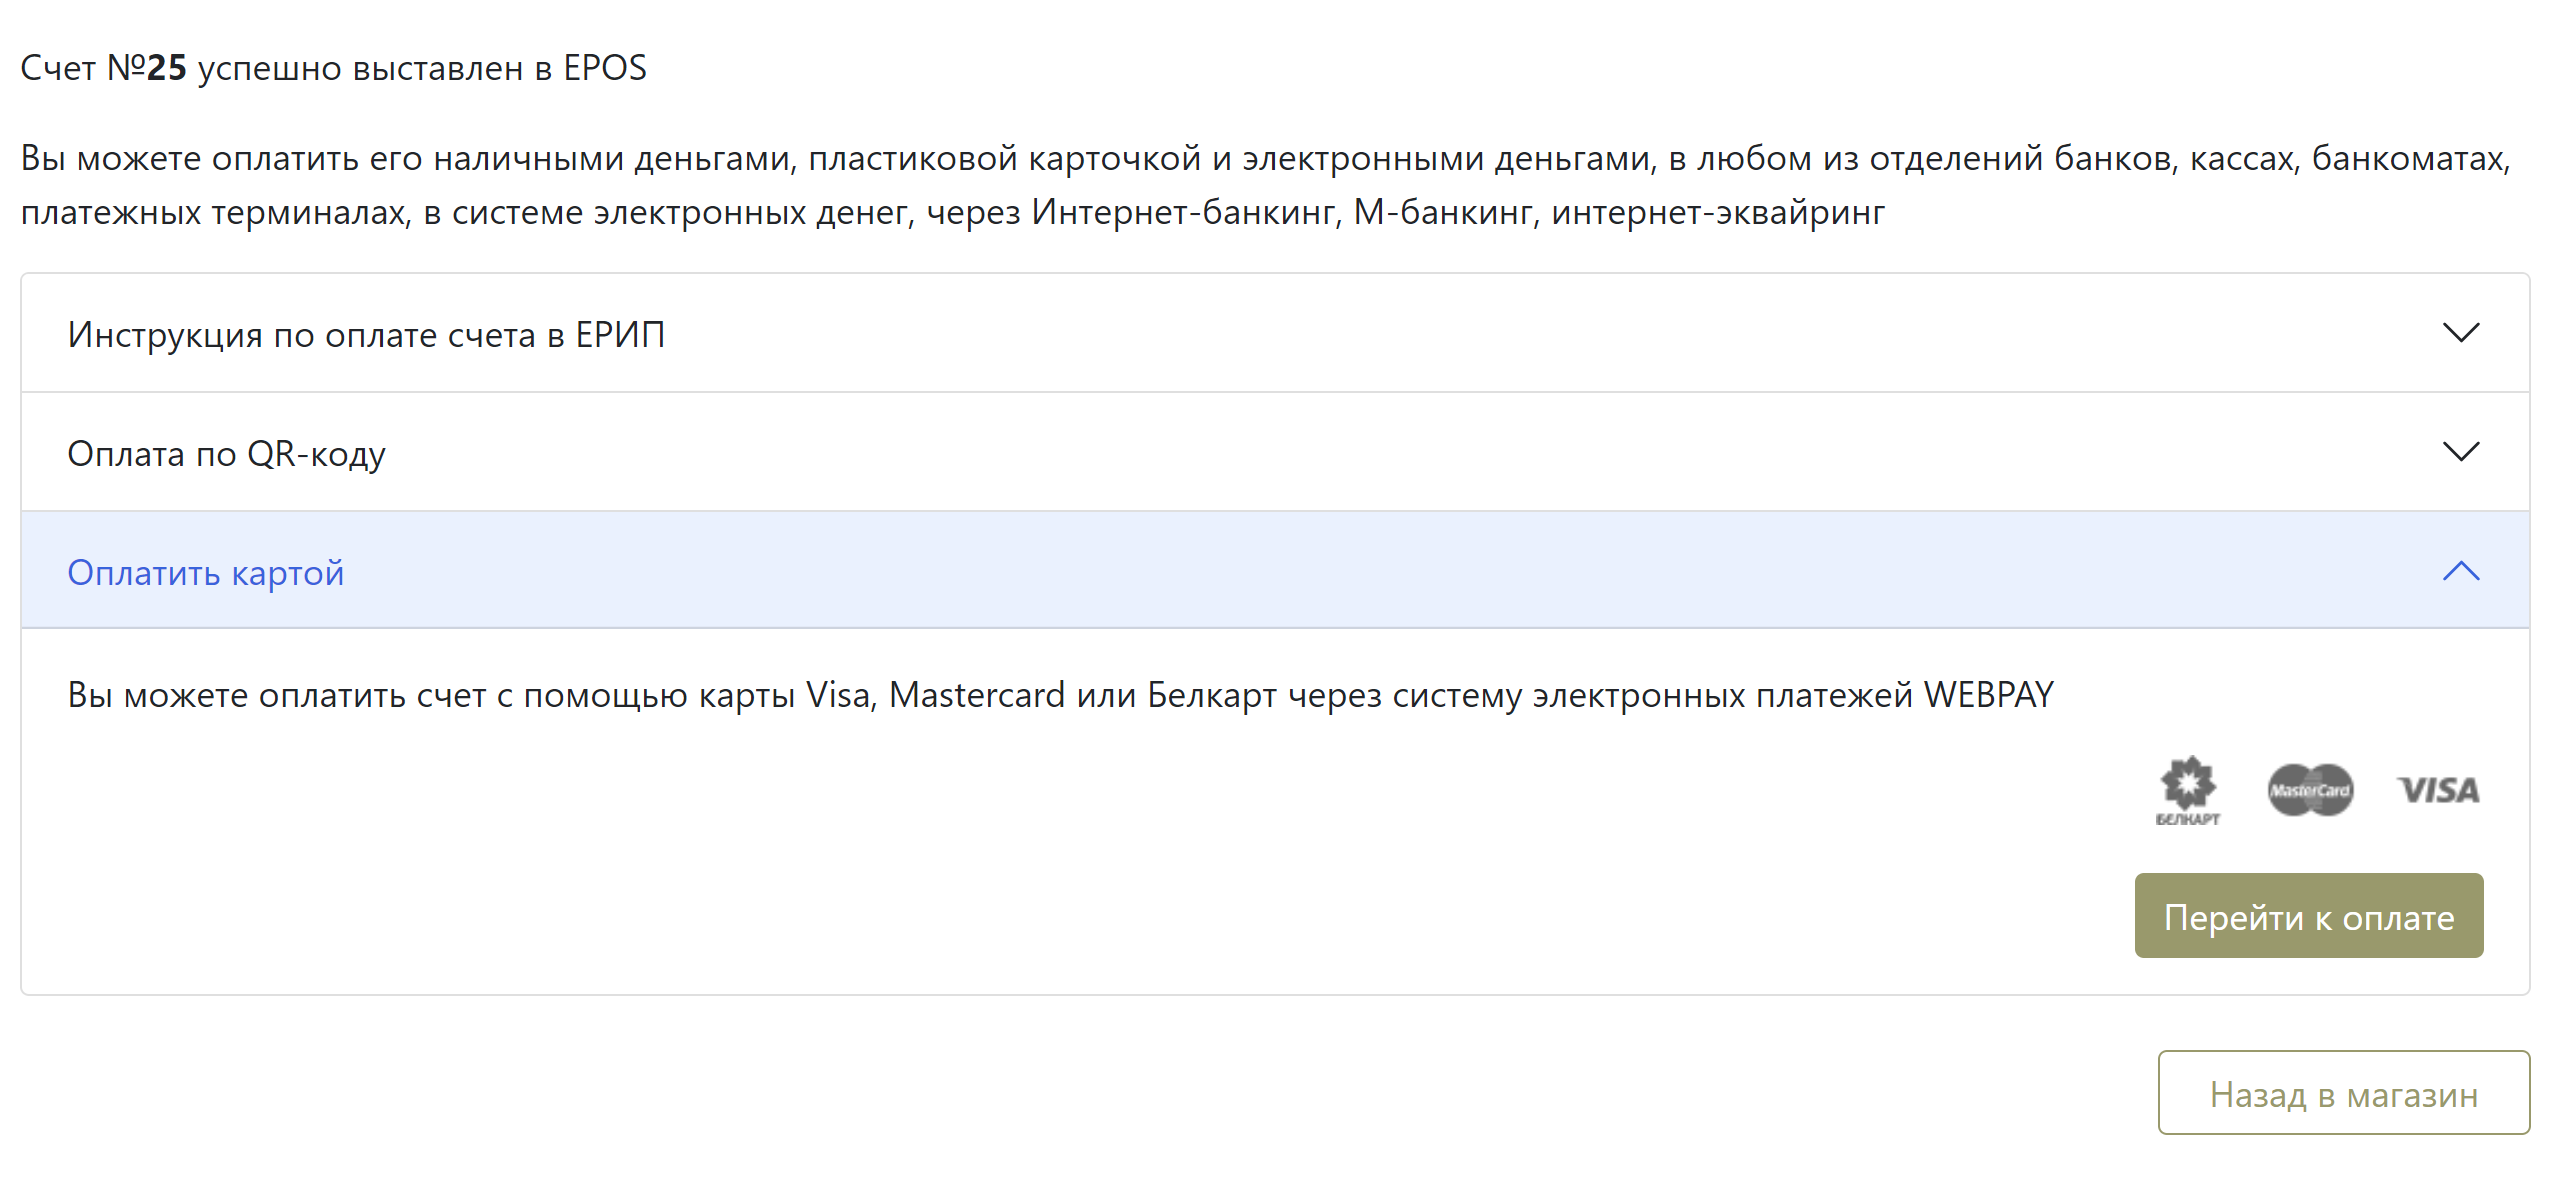 Счет №25 успешно выставлен в EPOS
Вы можете оплатить его наличными деньгами, пластиковой карточкой и электронными деньгами, в любом из отделений банков, кассах, банкоматах,
платежных терминалах, в системе электронных денег, через Интернет-банкинг, М-банкинг, интернет-эквайринг
Инструкция по оплате счета в ЕРИП
Оплата по QR-коду
Оплатить картой
Вы можете оплатить счет с помощью карты Visa, Mastercard или Белкарт через систему электронных платежей WEBPAY
БЕЛКАРТ MasterCard VISA
Перейти к оплате
Назад в магазин